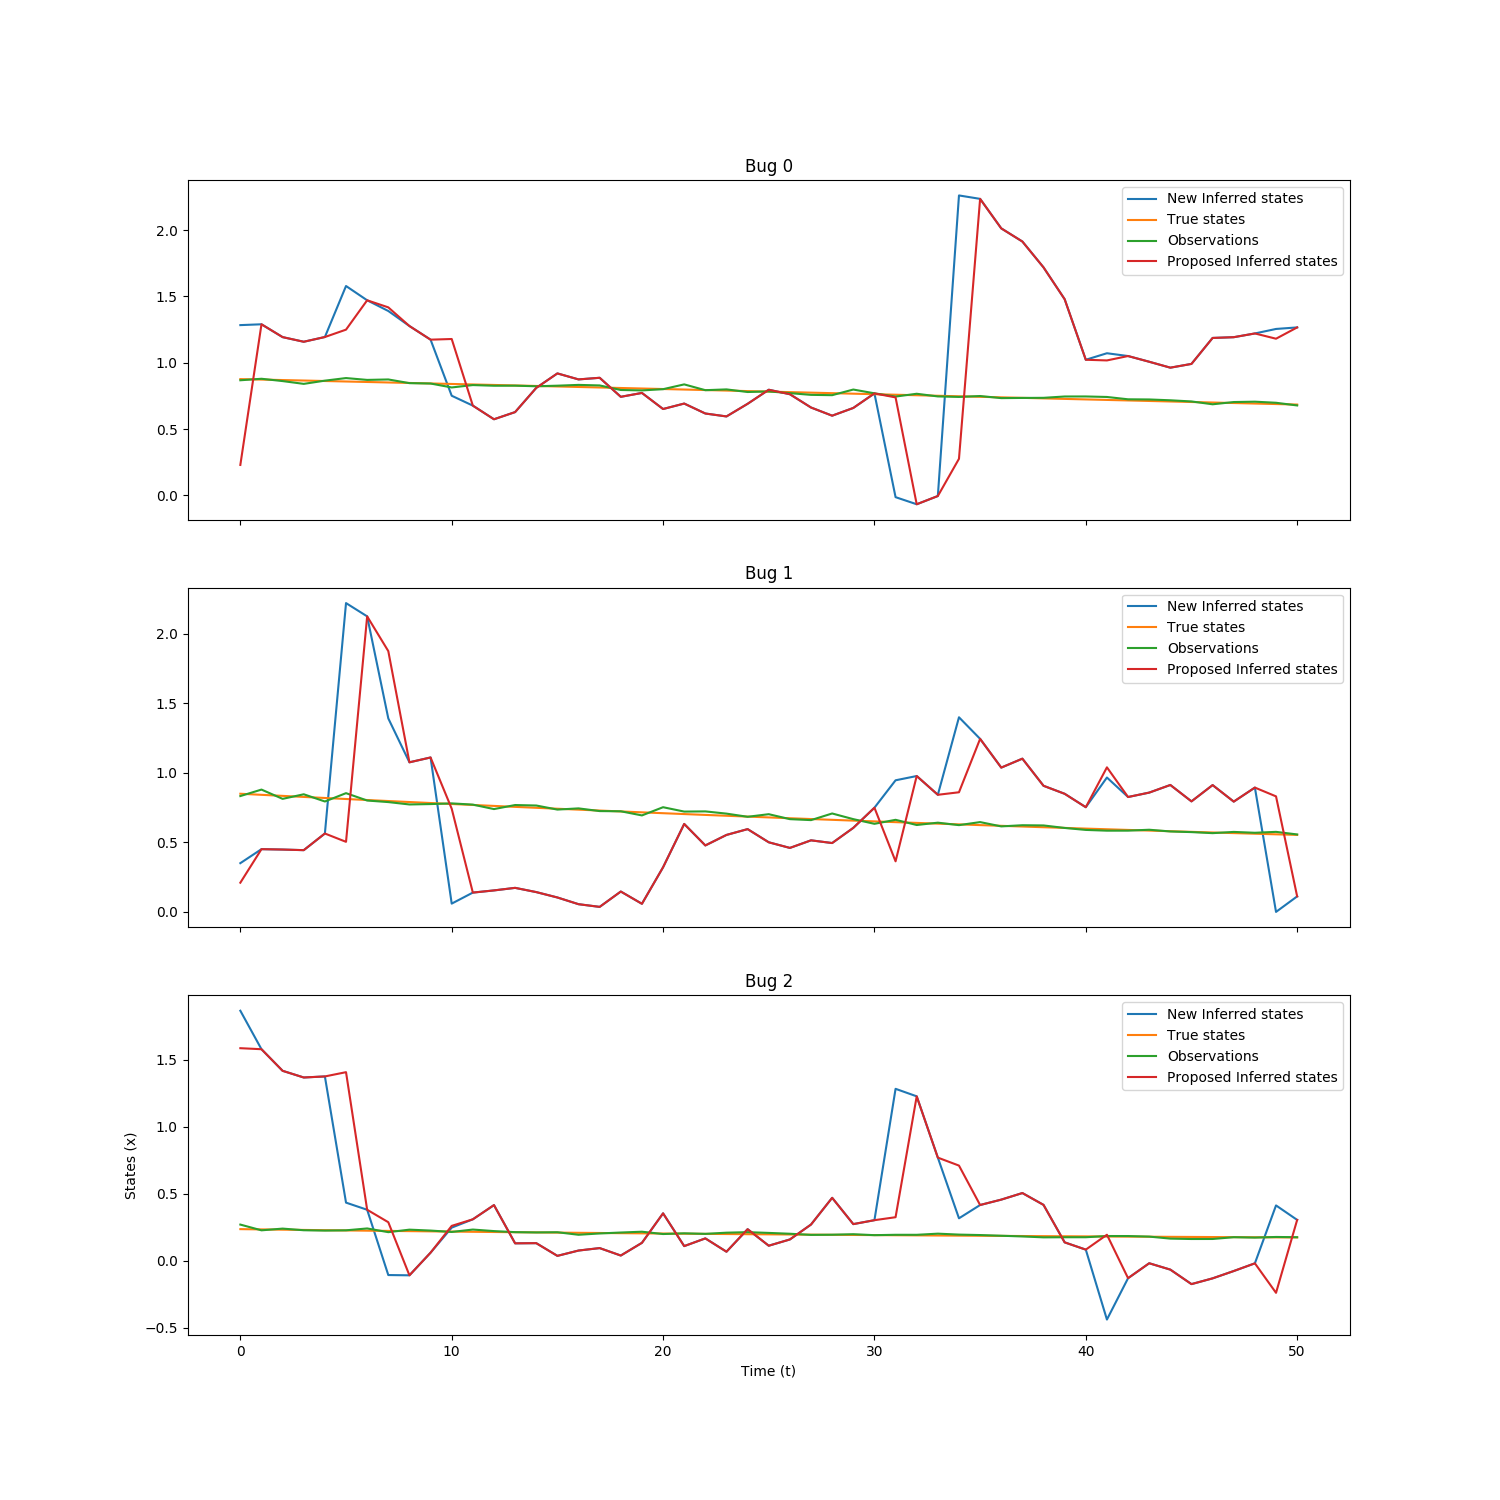 Bug 0
New Inferred states
True states
Observations
Proposed Inferred states
2.0
1.5
1.0
0.5
0.0
Bug 1
New Inferred states
True states
Observations
Proposed Inferred states
2.0
1.5
1.0
0.5
0.0
Bug 2
New Inferred states
True states
Observations
Proposed Inferred states
States (x)
1.5
1.0
0.5
0.0
−0.5
0 10 20 30 40 50
Time (t)